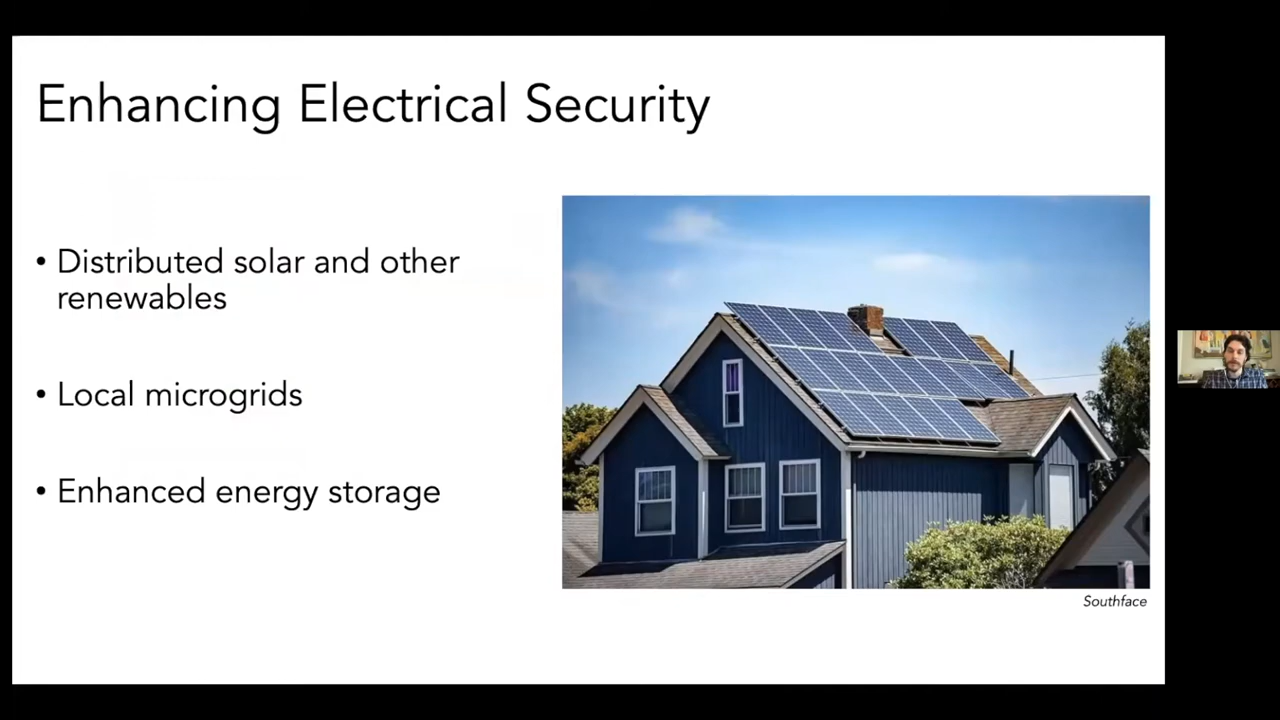 Enhancing Electrical Security
• Distributed solar and other
renewables
• Local microgrids
• Enhanced energy storage
Southface